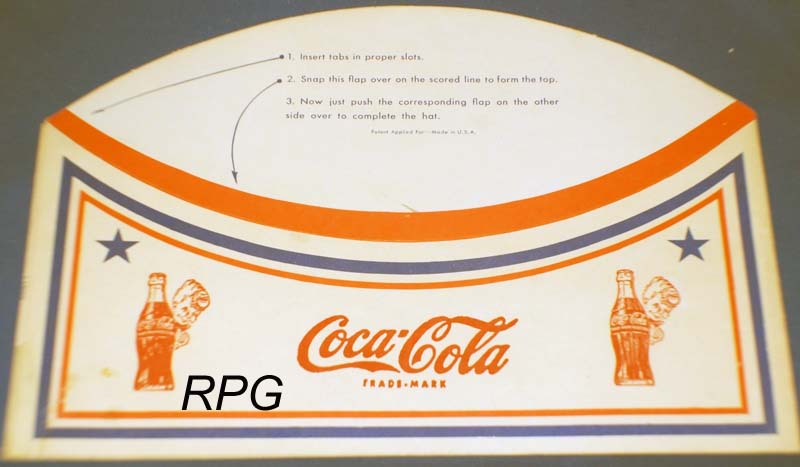 1. Insert tabs in proper slots.
2. Snap this flap over on the scored line to form the top.
3. Now just push the corresponding flap on the other
side over to complete the hat.
Patent Applied For—Made in U.S.A.
Coca-Cola
TRADE-MARK
RPG